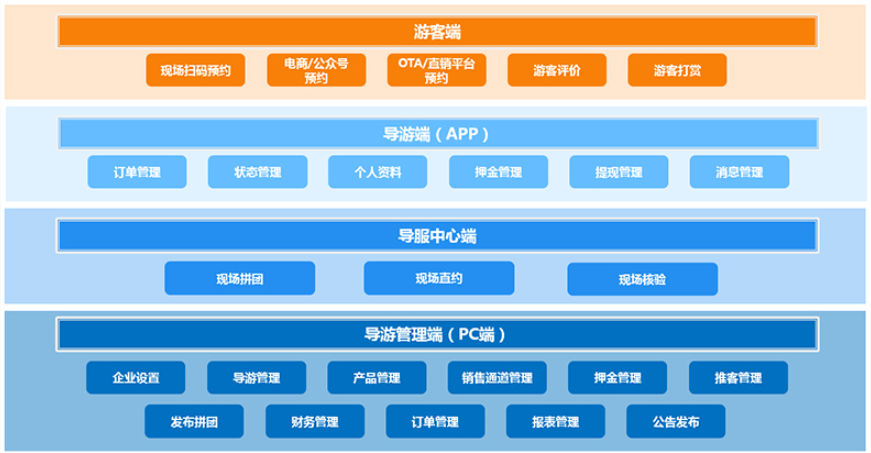 游客端
现场扫码预约
电商/公众号
预约
OTA/直销平台
预约
游客评价
游客打赏
导游端（APP）
订单管理
状态管理
个人资料
押金管理
提现管理
消息管理
导服中心端
现场拼团
现场直约
现场核验
导游管理端（PC端）
企业设置
导游管理
产品管理
销售通道管理
押金管理
推客管理
发布拼团
财务管理
订单管理
报表管理
公告发布